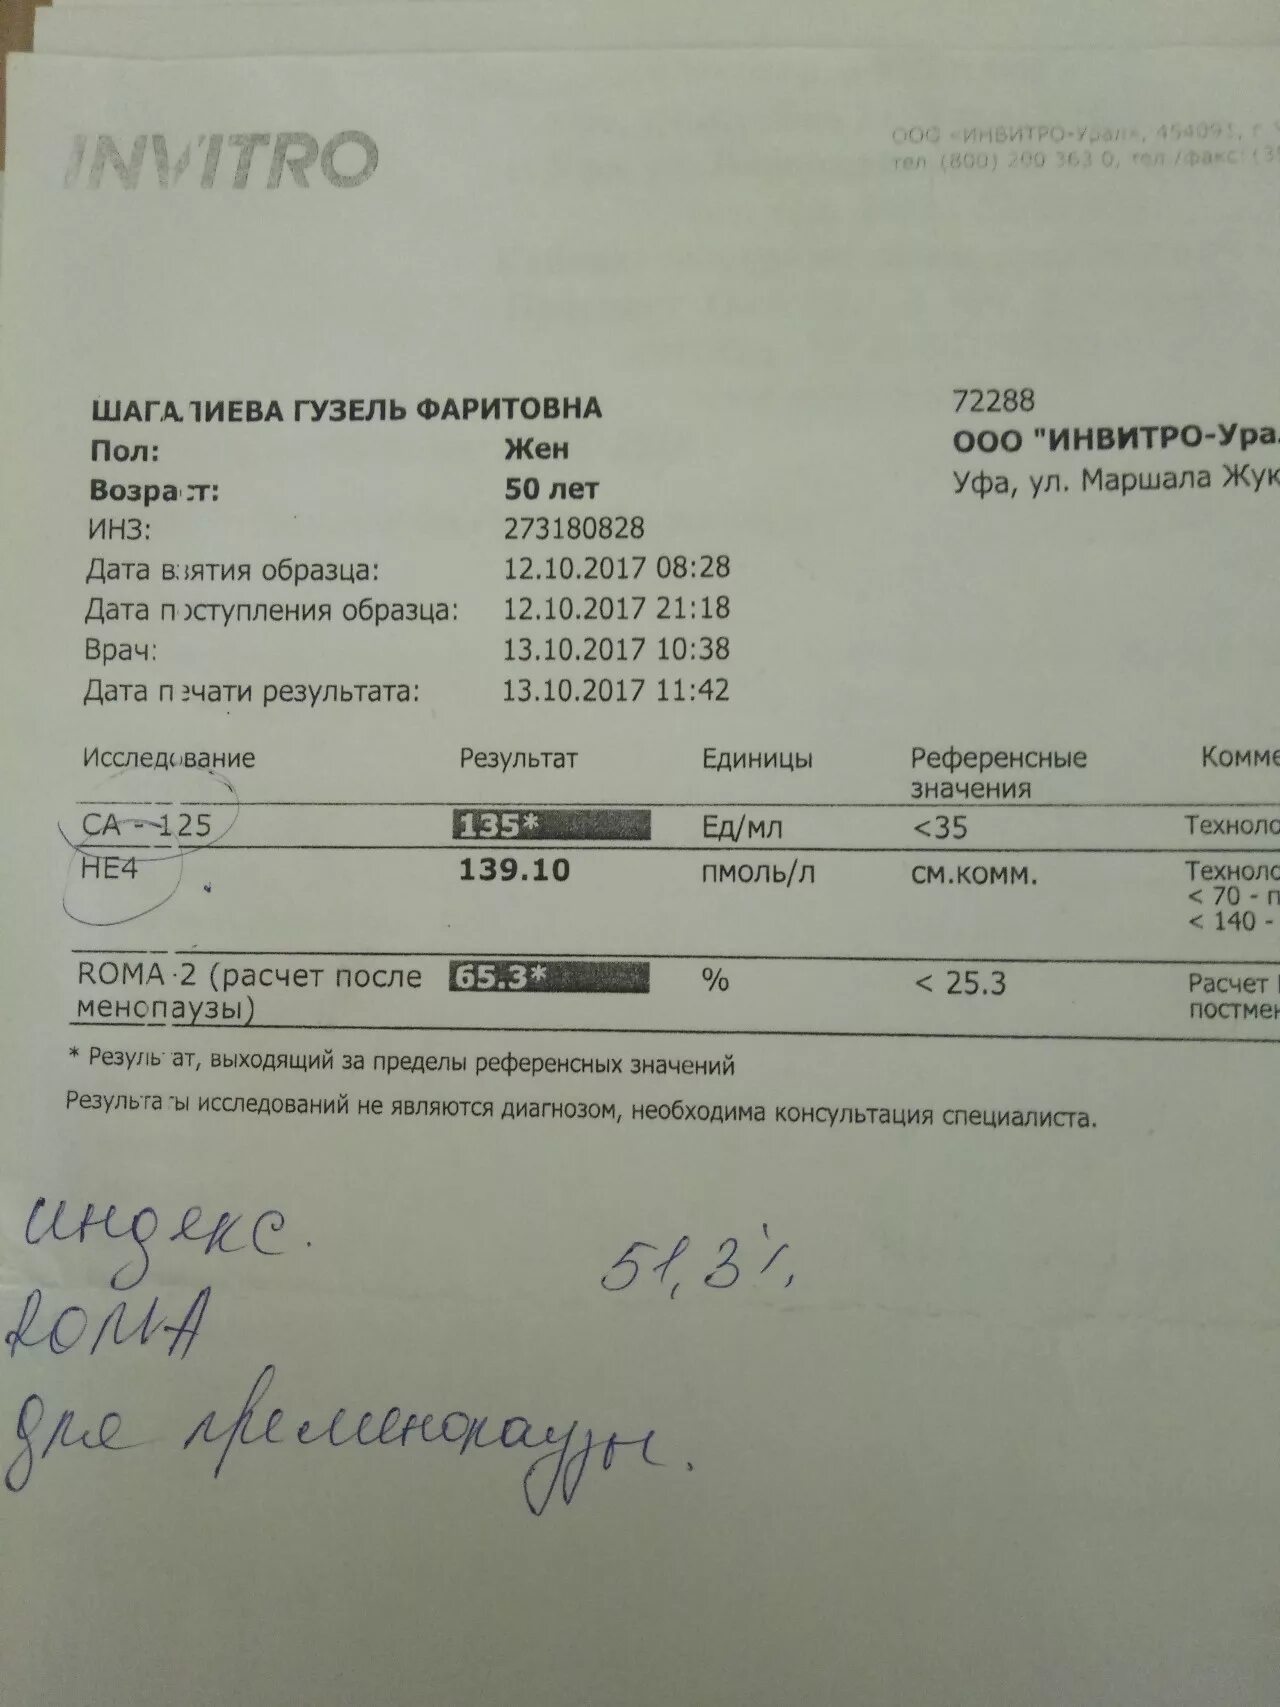 INVITRO
ООО «ИНВИТРО-Урал», 454091, г.
тел. (800) 200 363 0, тел./факс:
ШАГАЛИЕВА ГУЗЕЛЬ ФАРИТОВНА
72288
Пол: Жен
ООО "ИНВИТРО-Ура
Возраст: 50 лет
Уфа, ул. Маршала Жук
ИНЗ: 273180828
Дата взятия образца: 12.10.2017 08:28
Дата поступления образца: 12.10.2017 21:18
Врач: 13.10.2017 10:38
Дата печати результата: 13.10.2017 11:42
Исследование Результат Единицы Референсные значения Комме
CA - 125 135* Ед/мл <35 Техноло
HE4 139.10 пмоль/л см.комм. Техноло
< 70 - п
< 140 -
ROMA-2 (расчет после 65.3* % < 25.3 Расчет
менопаузы) постмен
* Результат, выходящий за пределы референсных значений
Результаты исследований не являются диагнозом, необходима консультация специалиста.
индекс. 51,3%
ROMA
для пременопаузы.